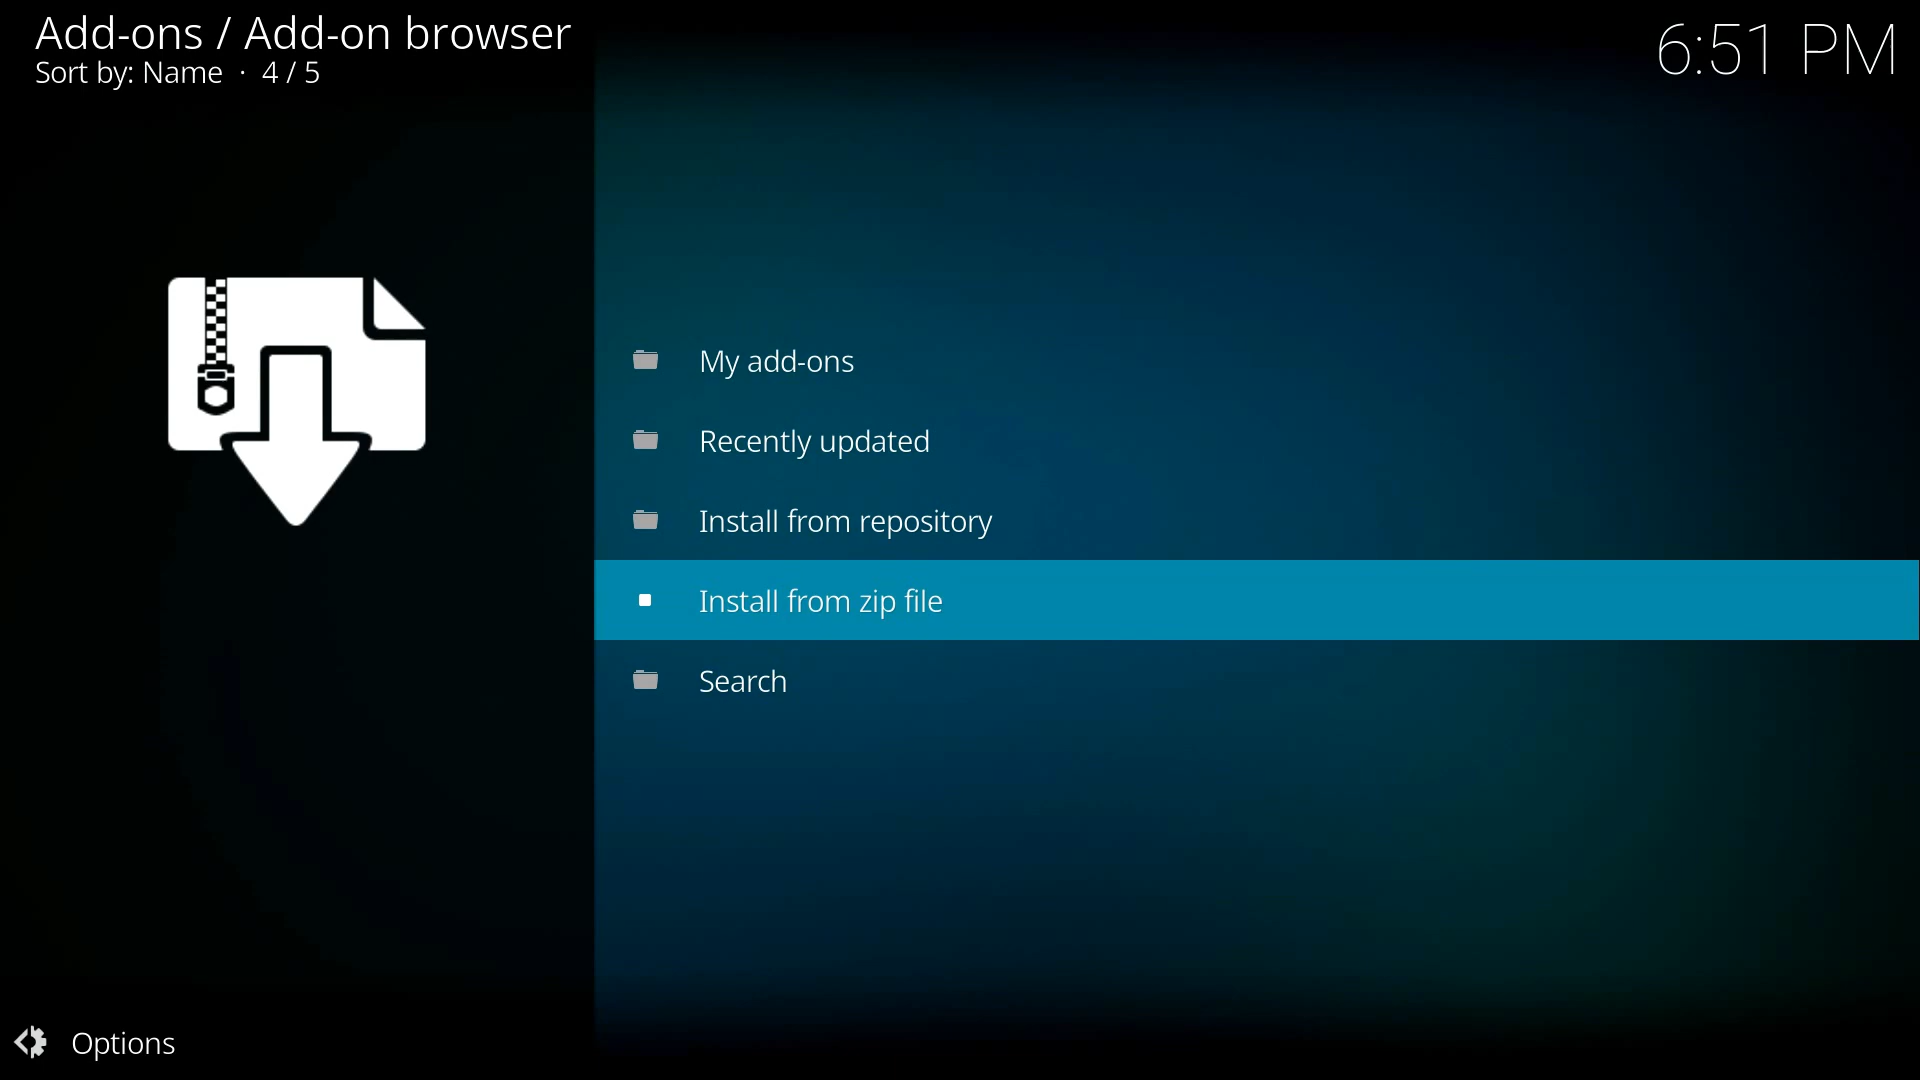 Add-ons / Add-on browser
Sort by: Name · 4 / 5
6:51 PM
My add-ons
Recently updated
Install from repository
Install from zip file
Search
Options